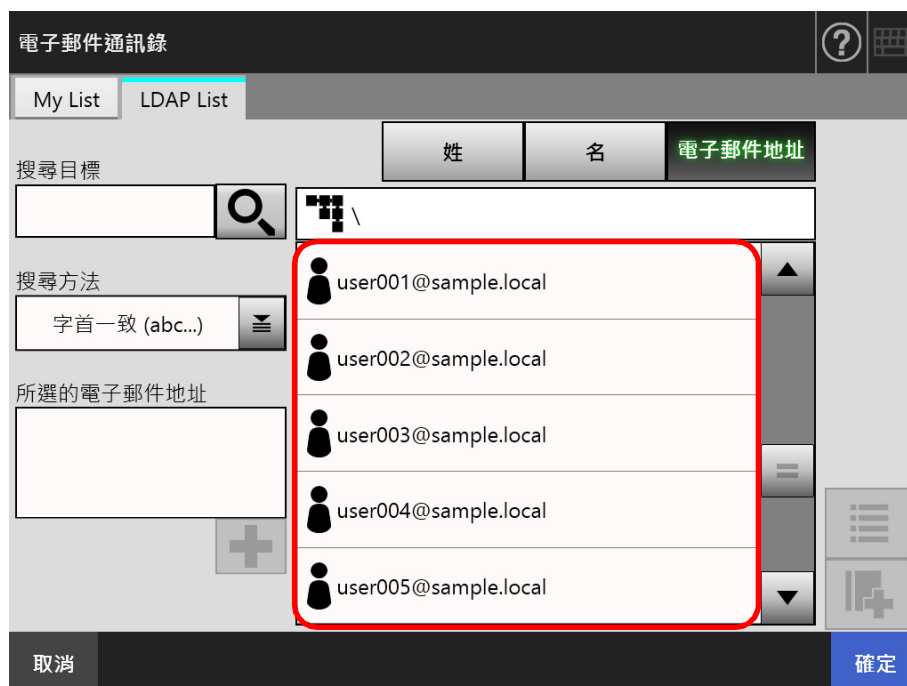 電子郵件通訊錄
My List
LDAP List
搜尋目標
姓
名
電子郵件地址
\
搜尋方法
字首一致 (abc...)
所選的電子郵件地址
user001@sample.local
user002@sample.local
user003@sample.local
user004@sample.local
user005@sample.local
取消
確定